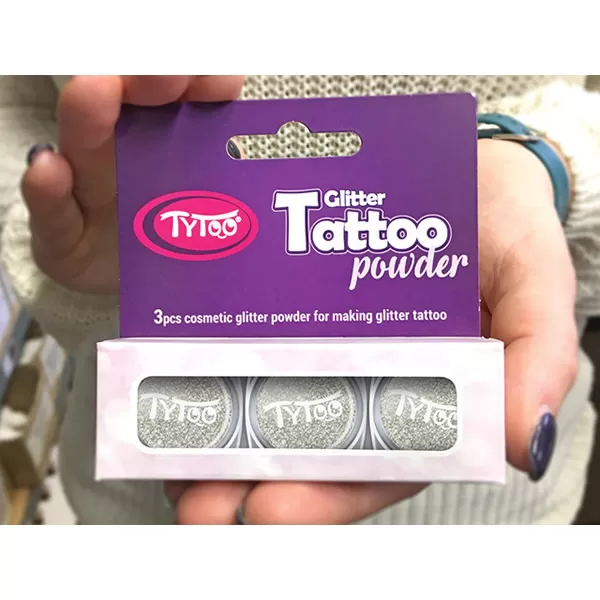 TyToo®
Glitter
Tattoo
powder
3pcs cosmetic glitter powder for making glitter tattoo
TyToo TyToo TyToo